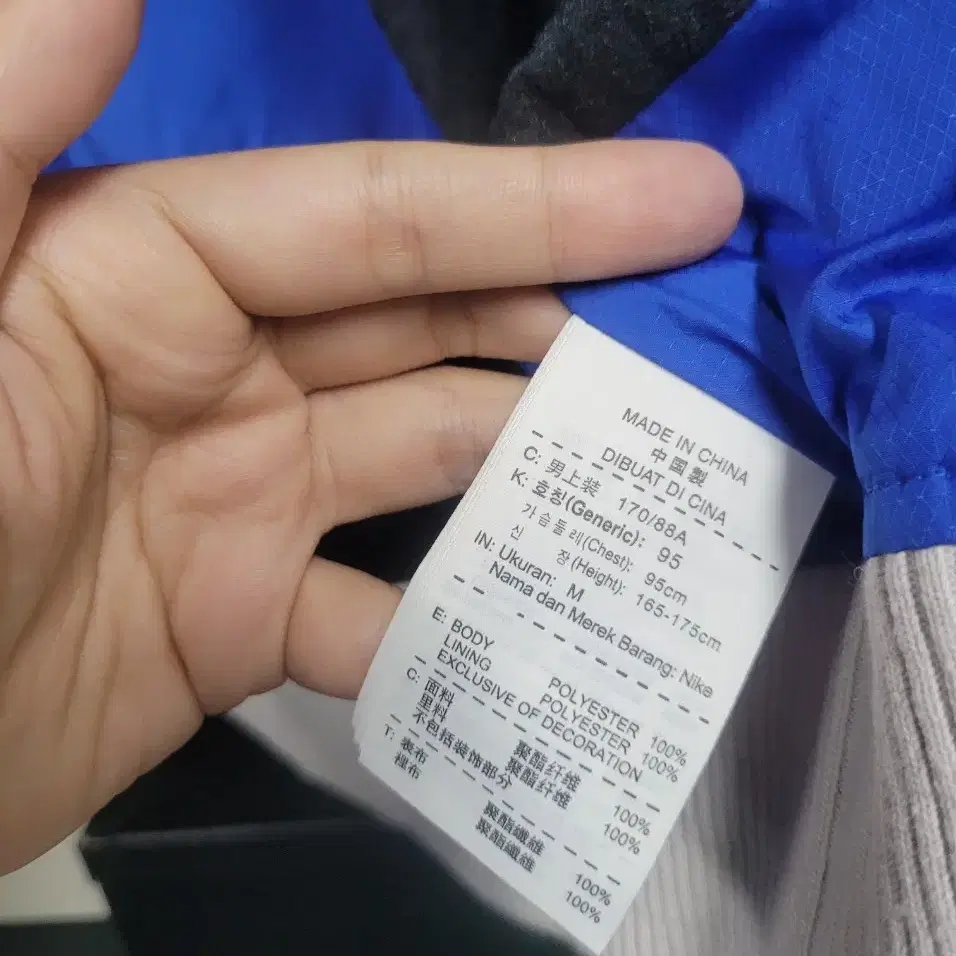 MADE IN CHINA
中国製
DIBUAT DI CINA
C: 男上装 170/88A
K: 호칭(Generic): 95
가슴둘레(Chest): 95cm
신 장(Height): 165-175cm
IN: Ukuran: M
Nama dan Merek Barang: Nike
E: BODY POLYESTER 100%
LINING POLYESTER 100%
EXCLUSIVE OF DECORATION
C: 面料 聚酯纤维 100%
里料 聚酯纤维 100%
不包括装饰部分
T: 表布 聚酯纖維 100%
裡布 聚酯纖維 100%